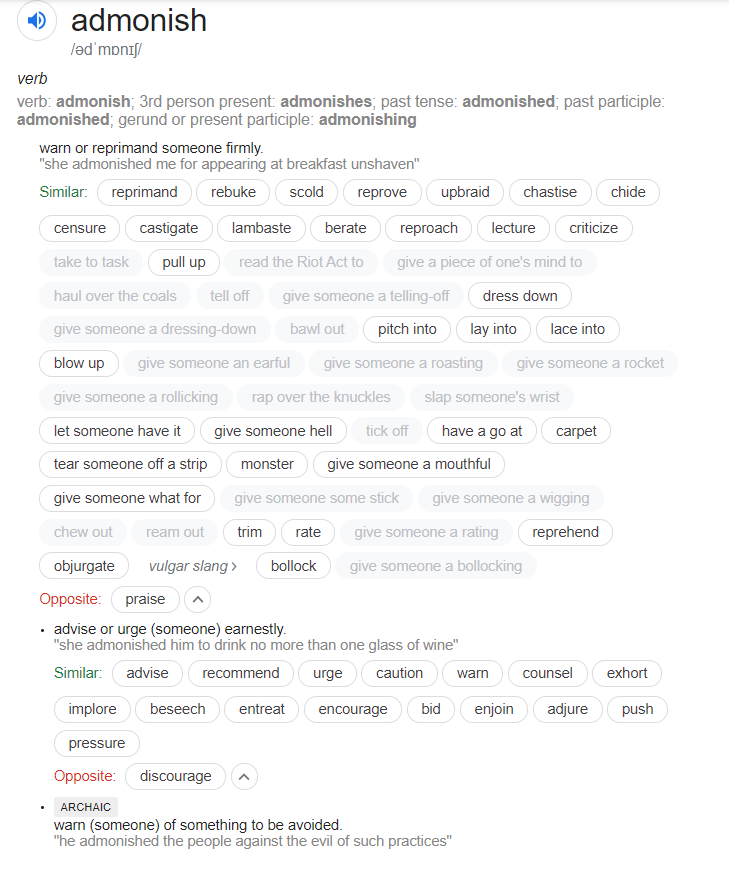 admonish
/ədˈmɒnɪʃ/
verb
verb: admonish; 3rd person present: admonishes; past tense: admonished; past participle:
admonished; gerund or present participle: admonishing
warn or reprimand someone firmly.
"she admonished me for appearing at breakfast unshaven"
Similar: reprimand rebuke scold reprove upbraid chastise chide
censure castigate lambaste berate reproach lecture criticize
take to task pull up read the Riot Act to give a piece of one's mind to
haul over the coals tell off give someone a telling-off dress down
give someone a dressing-down bawl out pitch into lay into lace into
blow up give someone an earful give someone a roasting give someone a rocket
give someone a rollicking rap over the knuckles slap someone's wrist
let someone have it give someone hell tick off have a go at carpet
tear someone off a strip monster give someone a mouthful
give someone what for give someone some stick give someone a wigging
chew out ream out trim rate give someone a rating reprehend
objurgate vulgar slang › bollock give someone a bollocking
Opposite: praise
• advise or urge (someone) earnestly.
"she admonished him to drink no more than one glass of wine"
Similar: advise recommend urge caution warn counsel exhort
implore beseech entreat encourage bid enjoin adjure push
pressure
Opposite: discourage
• ARCHAIC
warn (someone) of something to be avoided.
"he admonished the people against the evil of such practices"